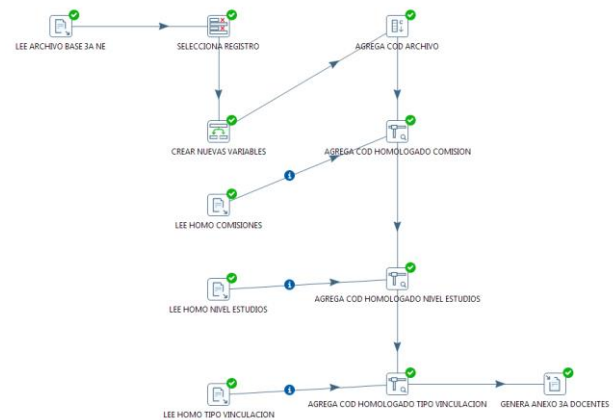 LEE ARCHIVO BASE 3A NE
SELECCIONA REGISTRO
AGREGA COD ARCHIVO
CREAR NUEVAS VARIABLES
AGREGA COD HOMOLOGADO COMISION
LEE HOMO COMISIONES
LEE HOMO NIVEL ESTUDIOS
AGREGA COD HOMOLOGADO NIVEL ESTUDIOS
LEE HOMO TIPO VINCULACION
AGREGA COD HOMOLOGADO TIPO VINCULACION
GENERA ANEXO 3A DOCENTES